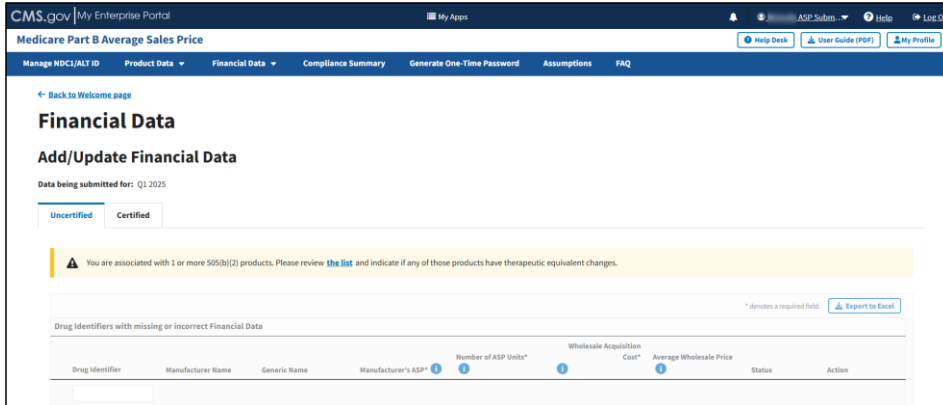 CMS.gov My Enterprise Portal My Apps ASP Subm... Help Log O
Medicare Part B Average Sales Price Help Desk User Guide (PDF) My Profile
Manage NDC1/ALT ID Product Data Financial Data Compliance Summary Generate One-Time Password Assumptions FAQ
← Back to Welcome page
Financial Data
Add/Update Financial Data
Data being submitted for: Q1 2025
Uncertified Certified
You are associated with 1 or more 505(b)(2) products. Please review the list and indicate if any of those products have therapeutic equivalent changes.
* denotes a required field. Export to Excel
Drug Identifiers with missing or incorrect Financial Data
Wholesale Acquisition
Number of ASP Units* Cost* Average Wholesale Price
Drug Identifier Manufacturer Name Generic Name Manufacturer's ASP* Status Action